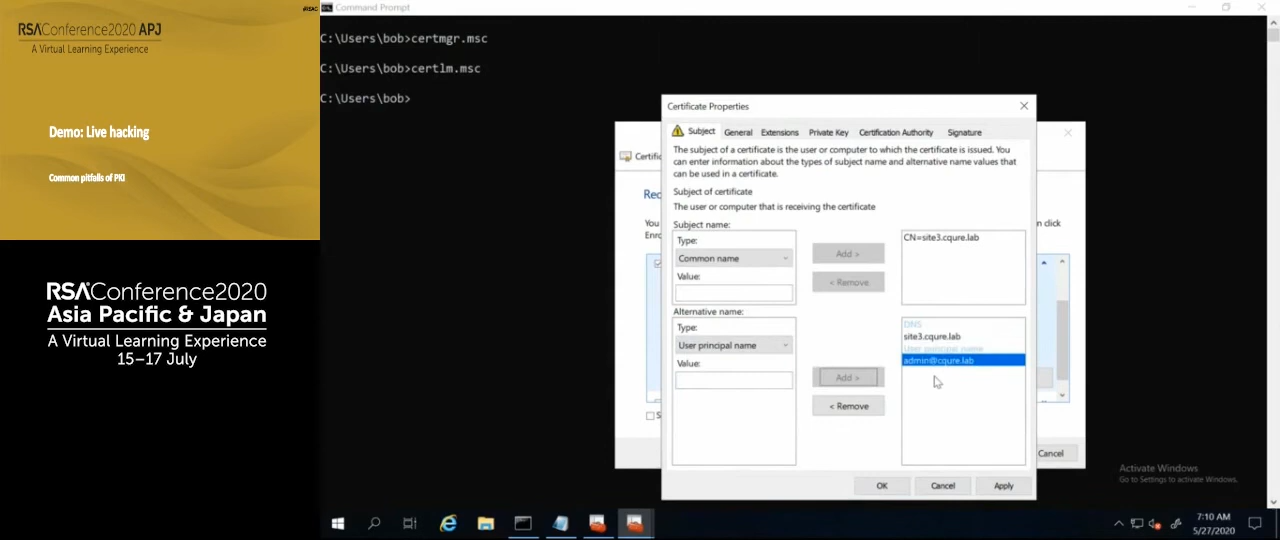 RSAC
RSAConference2020 APJ
A Virtual Learning Experience
Demo: Live hacking
Common pitfalls of PKI
RSAConference2020
Asia Pacific & Japan
A Virtual Learning Experience
15–17 July
Command Prompt
C:\Users\bob>certmgr.msc
C:\Users\bob>certlm.msc
C:\Users\bob>
Certificate Properties
Subject
General
Extensions
Private Key
Certification Authority
Signature
The subject of a certificate is the user or computer to which the certificate is issued. You
can enter information about the types of subject name and alternative name values that
can be used in a certificate.
Subject of certificate
The user or computer that is receiving the certificate
Subject name:
Type:
Common name
Value:
Add >
< Remove
CN=site3.cqure.lab
Alternative name:
Type:
User principal name
Value:
Add >
< Remove
DNS
site3.cqure.lab
User principal name
admin@cqure.lab
OK
Cancel
Apply
Certific
Rec
You
Enro
n click
S
Cancel
Activate Windows
Go to Settings to activate Windows.
7:10 AM
5/27/2020